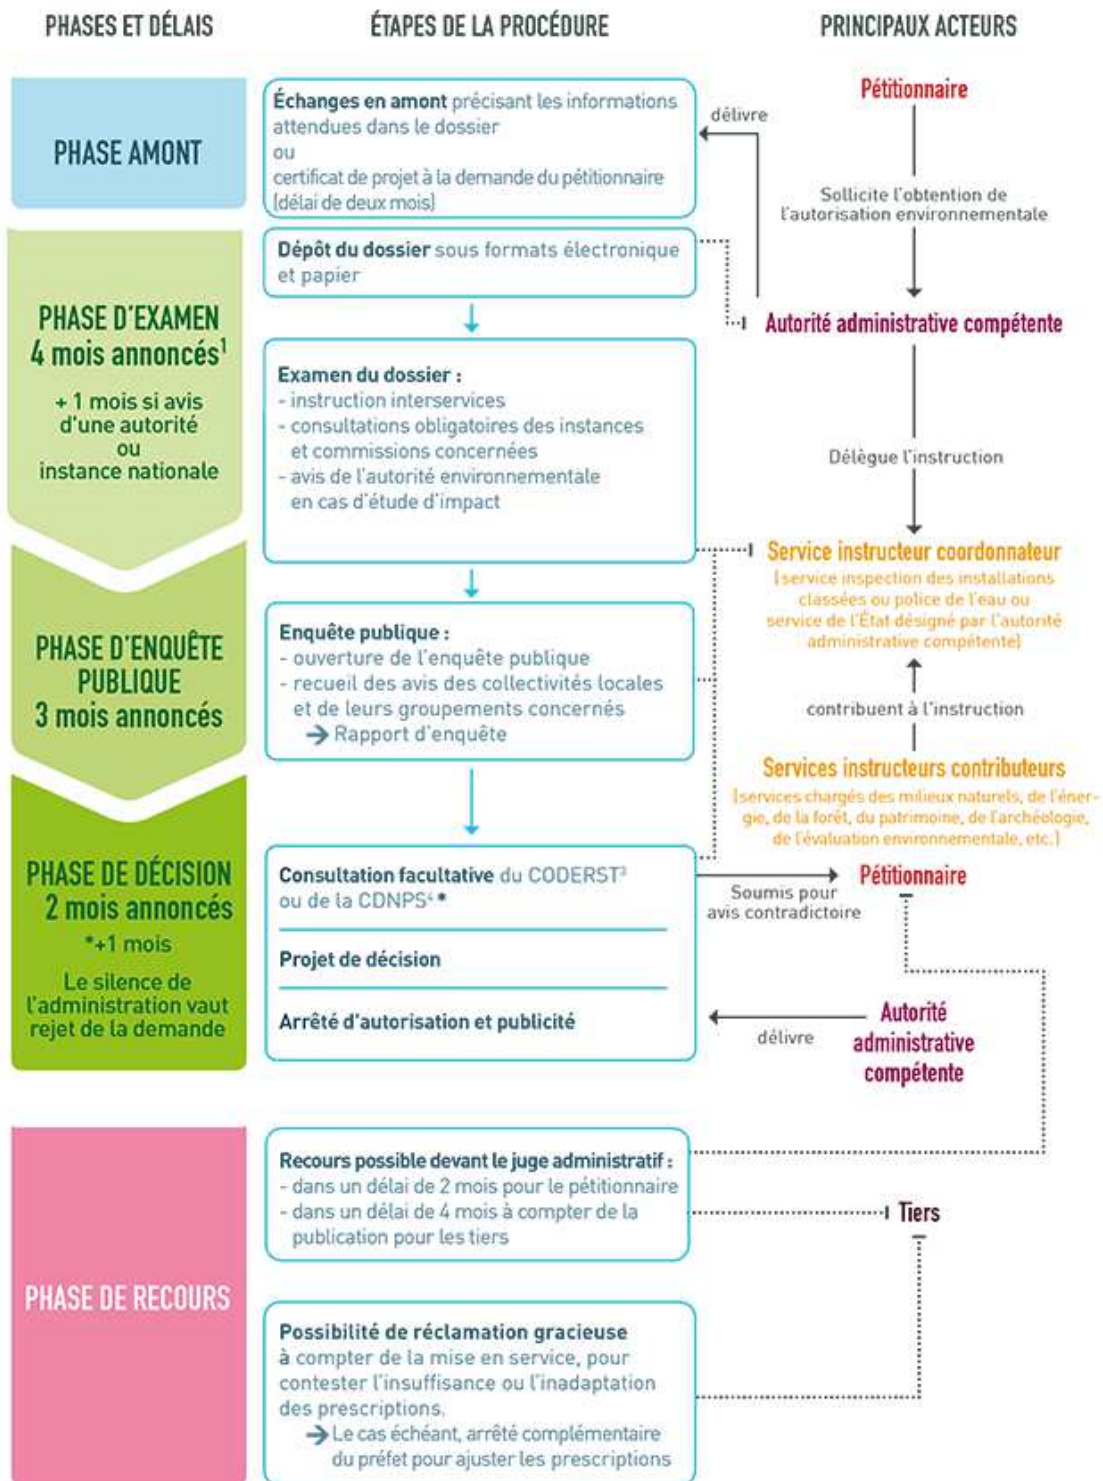 PHASES ET DÉLAIS
ÉTAPES DE LA PROCÉDURE
PRINCIPAUX ACTEURS
PHASE AMONT
Échanges en amont précisant les informations
attendues dans le dossier
ou
certificat de projet à la demande du pétitionnaire
(délai de deux mois)
délivre
Pétitionnaire
Sollicite l'obtention de
l'autorisation environnementale
PHASE D'EXAMEN
4 mois annoncés¹
+ 1 mois si avis
d'une autorité
ou
instance nationale
Dépôt du dossier sous formats électronique
et papier
Autorité administrative compétente
Examen du dossier :
- instruction interservices
- consultations obligatoires des instances
et commissions concernées
- avis de l'autorité environnementale
en cas d'étude d'impact
Délègue l'instruction
Service instructeur coordonnateur
(service inspection des installations
classées ou police de l'eau ou
service de l'État désigné par l'autorité
administrative compétente)
PHASE D'ENQUÊTE
PUBLIQUE
3 mois annoncés
Enquête publique :
- ouverture de l'enquête publique
- recueil des avis des collectivités locales
et de leurs groupements concernés
→ Rapport d'enquête
contribuent à l'instruction
Services instructeurs contributeurs
(services chargés des milieux naturels, de l'éner-
gie, de la forêt, du patrimoine, de l'archéologie,
de l'évaluation environnementale, etc.)
PHASE DE DÉCISION
2 mois annoncés
*+1 mois
Le silence de
l'administration vaut
rejet de la demande
Consultation facultative du CODERST³
ou de la CDNPS⁴ *
Projet de décision
Arrêté d'autorisation et publicité
Soumis pour
avis contradictoire
Pétitionnaire
délivre
Autorité
administrative
compétente
PHASE DE RECOURS
Recours possible devant le juge administratif :
- dans un délai de 2 mois pour le pétitionnaire
- dans un délai de 4 mois à compter de la
publication pour les tiers
Tiers
Possibilité de réclamation gracieuse
à compter de la mise en service, pour
contester l'insuffisance ou l'inadaptation
des prescriptions.
→ Le cas échéant, arrêté complémentaire
du préfet pour ajuster les prescriptions